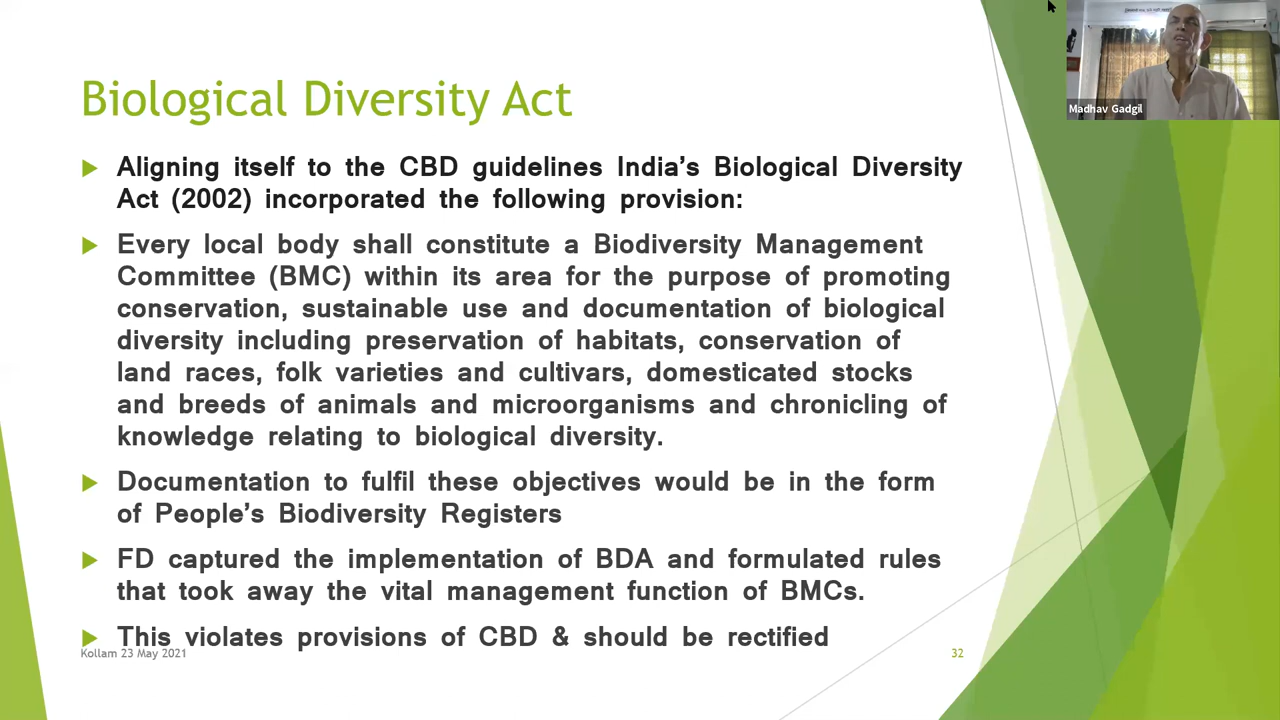 Biological Diversity Act
Aligning itself to the CBD guidelines India's Biological Diversity
Act (2002) incorporated the following provision:
Every local body shall constitute a Biodiversity Management
Committee (BMC) within its area for the purpose of promoting
conservation, sustainable use and documentation of biological
diversity including preservation of habitats, conservation of
land races, folk varieties and cultivars, domesticated stocks
and breeds of animals and microorganisms and chronicling of
knowledge relating to biological diversity.
Documentation to fulfil these objectives would be in the form
of People's Biodiversity Registers
FD captured the implementation of BDA and formulated rules
that took away the vital management function of BMCs.
This violates provisions of CBD & should be rectified
Kollam 23 May 2021
32
Madhav Gadgil